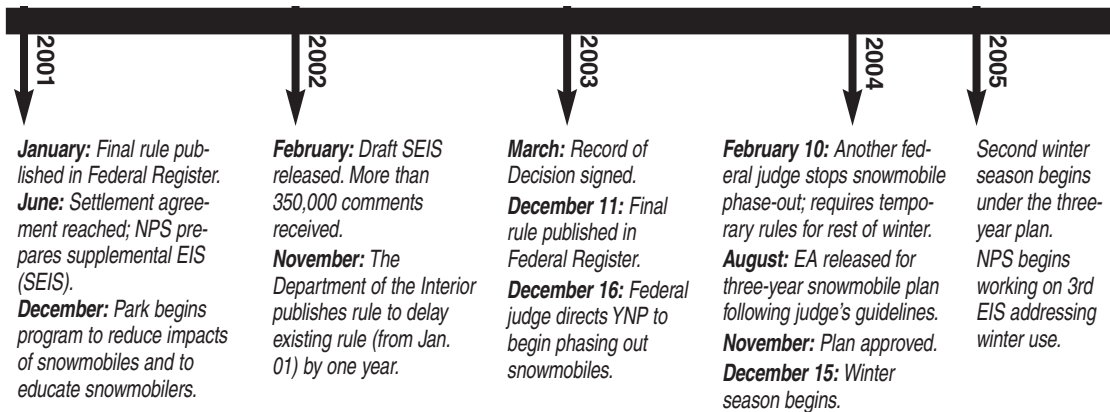 2001
January: Final rule pub-
lished in Federal Register.
June: Settlement agree-
ment reached; NPS pre-
pares supplemental EIS
(SEIS).
December: Park begins
program to reduce impacts
of snowmobiles and to
educate snowmobilers.
2002
February: Draft SEIS
released. More than
350,000 comments
received.
November: The
Department of the Interior
publishes rule to delay
existing rule (from Jan.
01) by one year.
2003
March: Record of
Decision signed.
December 11: Final
rule published in
Federal Register.
December 16: Federal
judge directs YNP to
begin phasing out
snowmobiles.
2004
February 10: Another fed-
eral judge stops snowmobile
phase-out; requires tempo-
rary rules for rest of winter.
August: EA released for
three-year snowmobile plan
following judge's guidelines.
November: Plan approved.
December 15: Winter
season begins.
2005
Second winter
season begins
under the three-
year plan.
NPS begins
working on 3rd
EIS addressing
winter use.